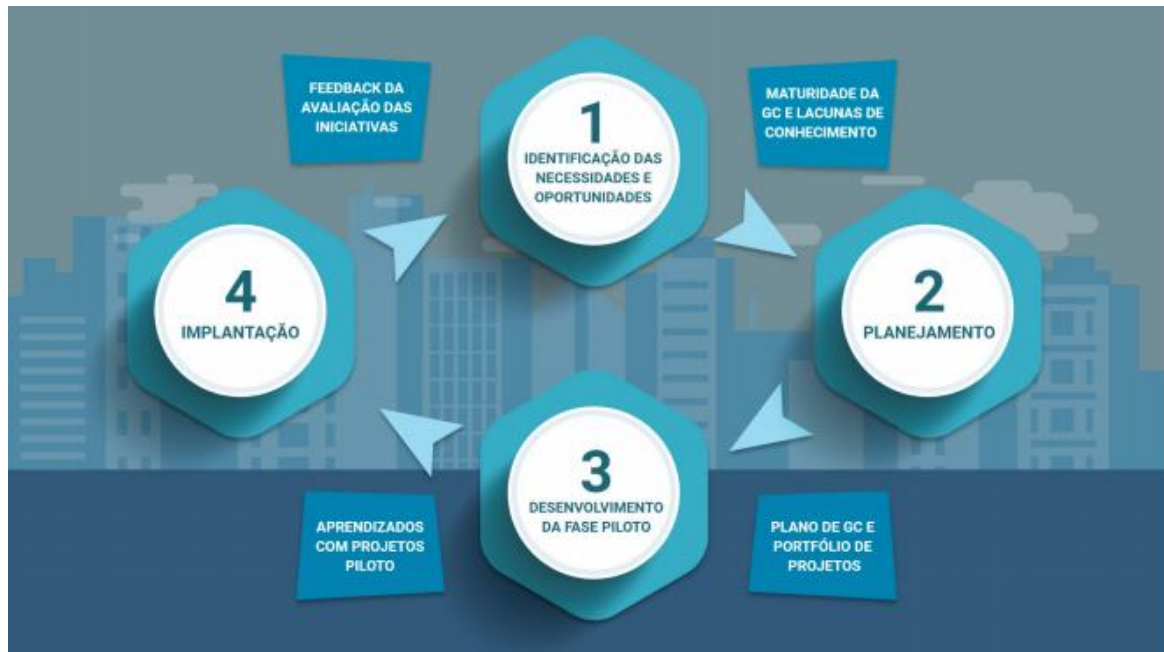 FEEDBACK DA
AVALIAÇÃO DAS
INICIATIVAS
1
IDENTIFICAÇÃO DAS
NECESSIDADES E
OPORTUNIDADES
MATURIDADE DA
GC E LACUNAS DE
CONHECIMENTO
4
IMPLANTAÇÃO
2
PLANEJAMENTO
3
DESENVOLVIMENTO
DA FASE PILOTO
APRENDIZADOS
COM PROJETOS
PILOTO
PLANO DE GC E
PORTFÓLIO DE
PROJETOS